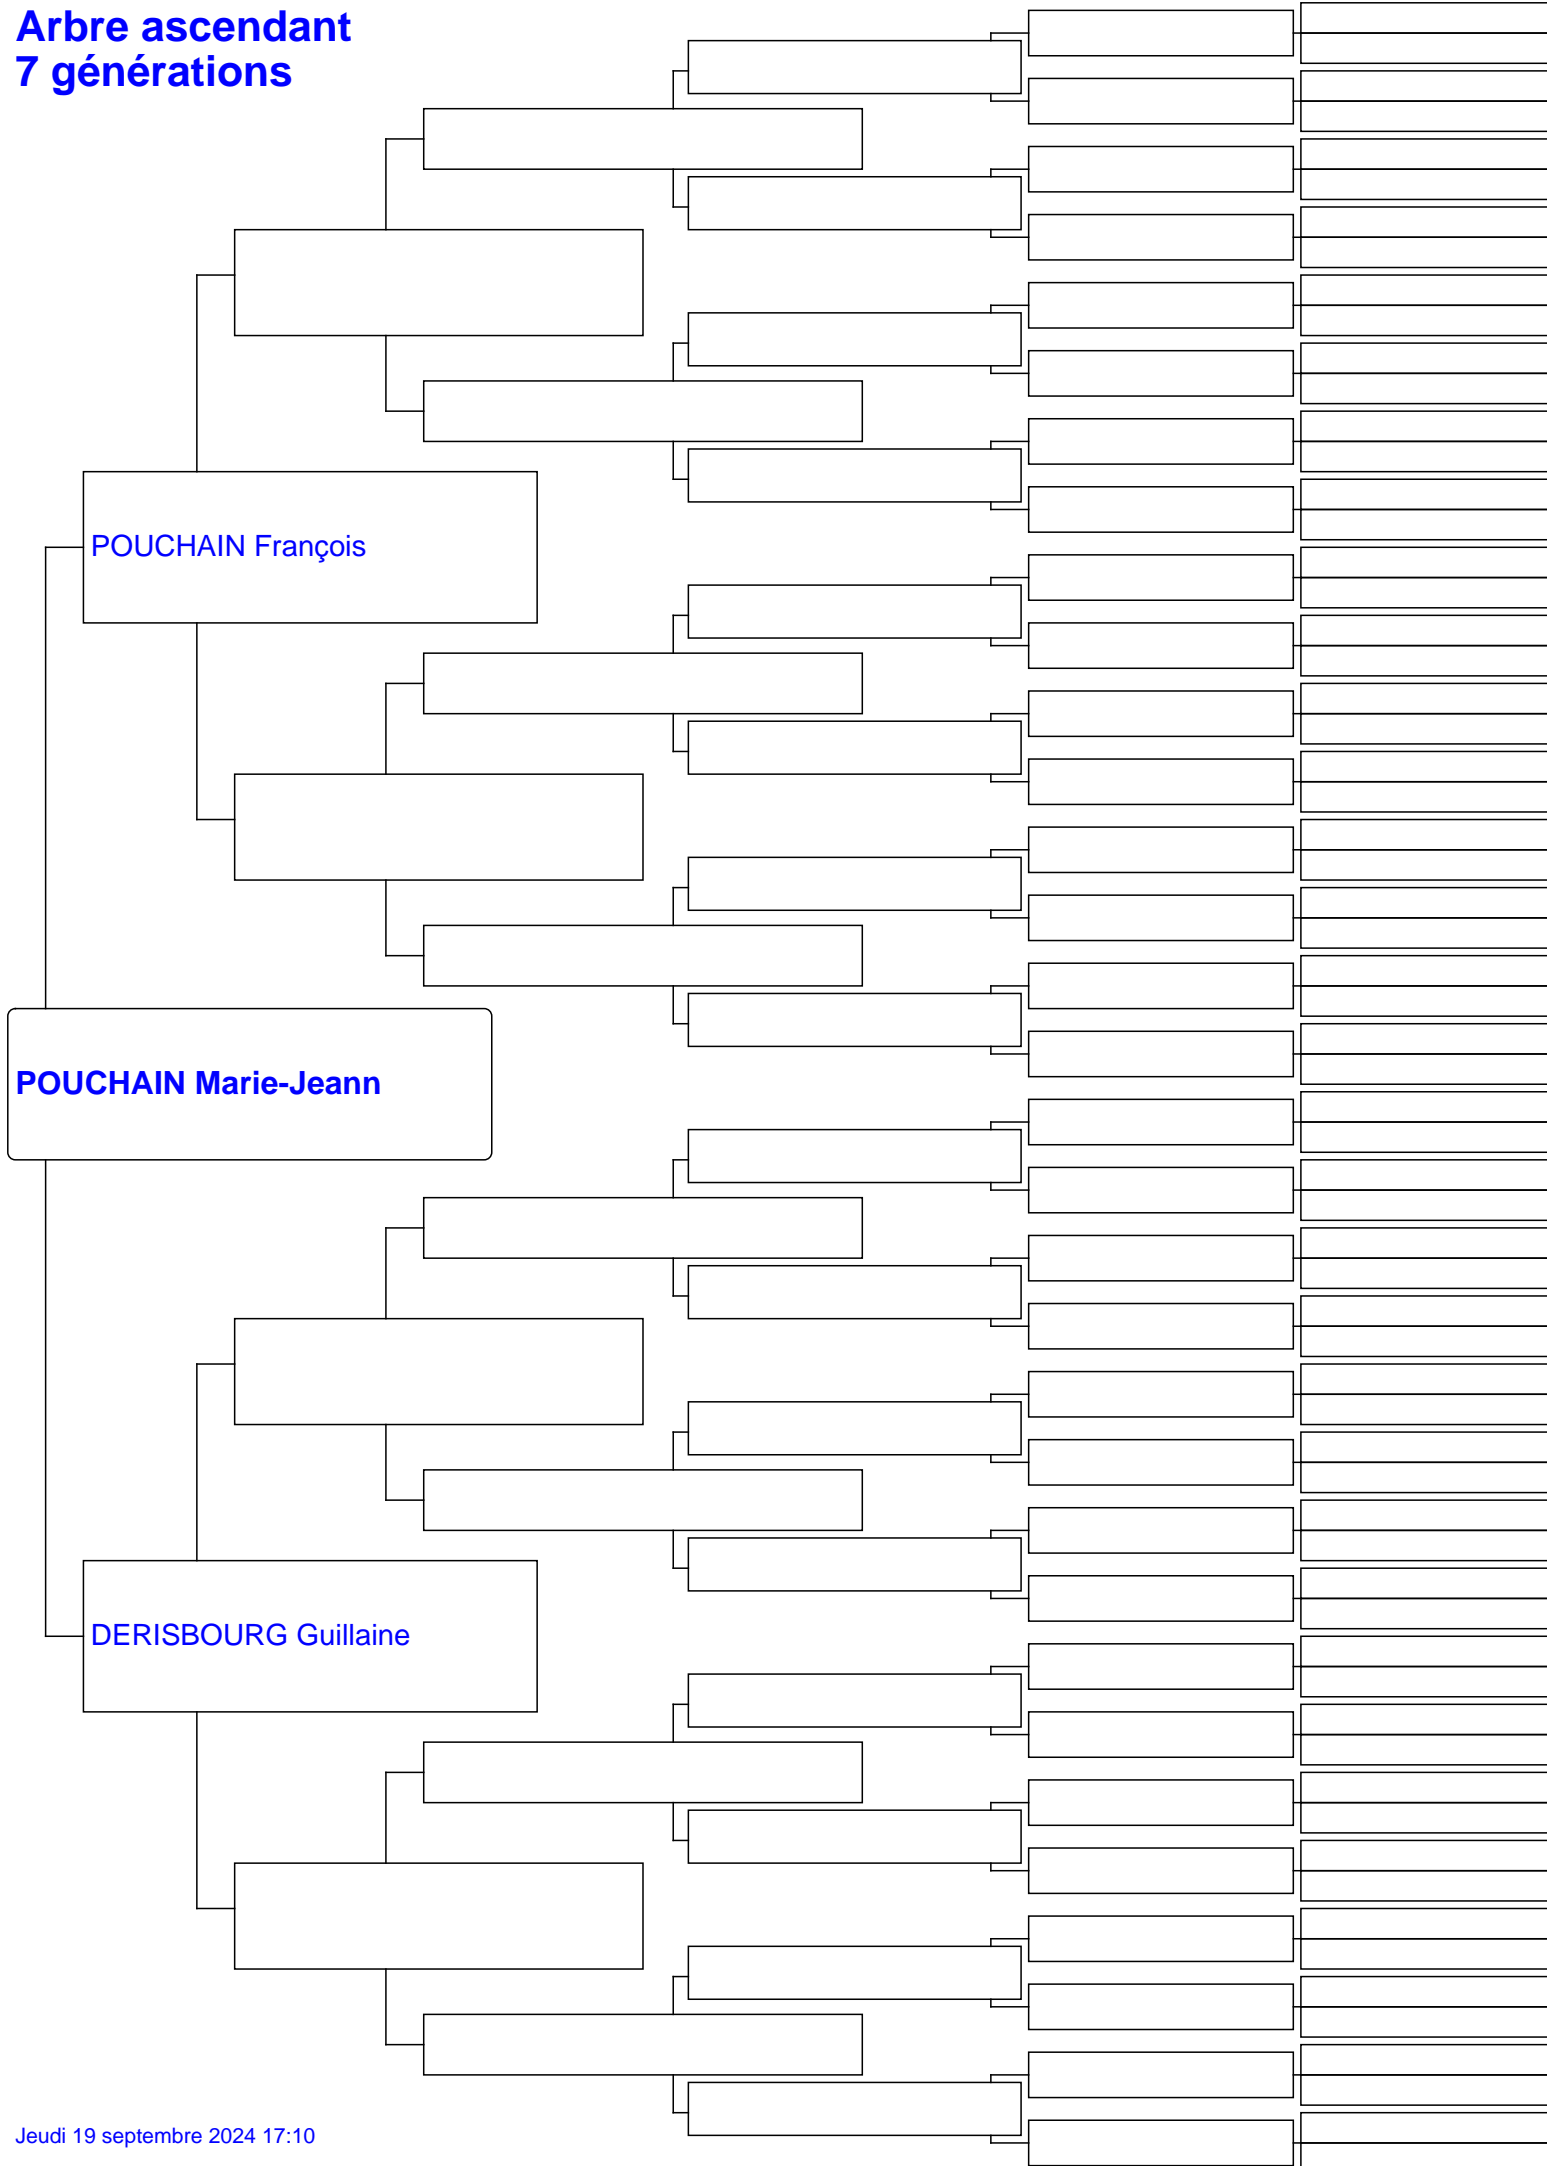 Arbre ascendant
7 générations
POUCHAIN François
POUCHAIN Marie-Jeann
DERISBOURG Guillaine
Jeudi 19 septembre 2024 17:10